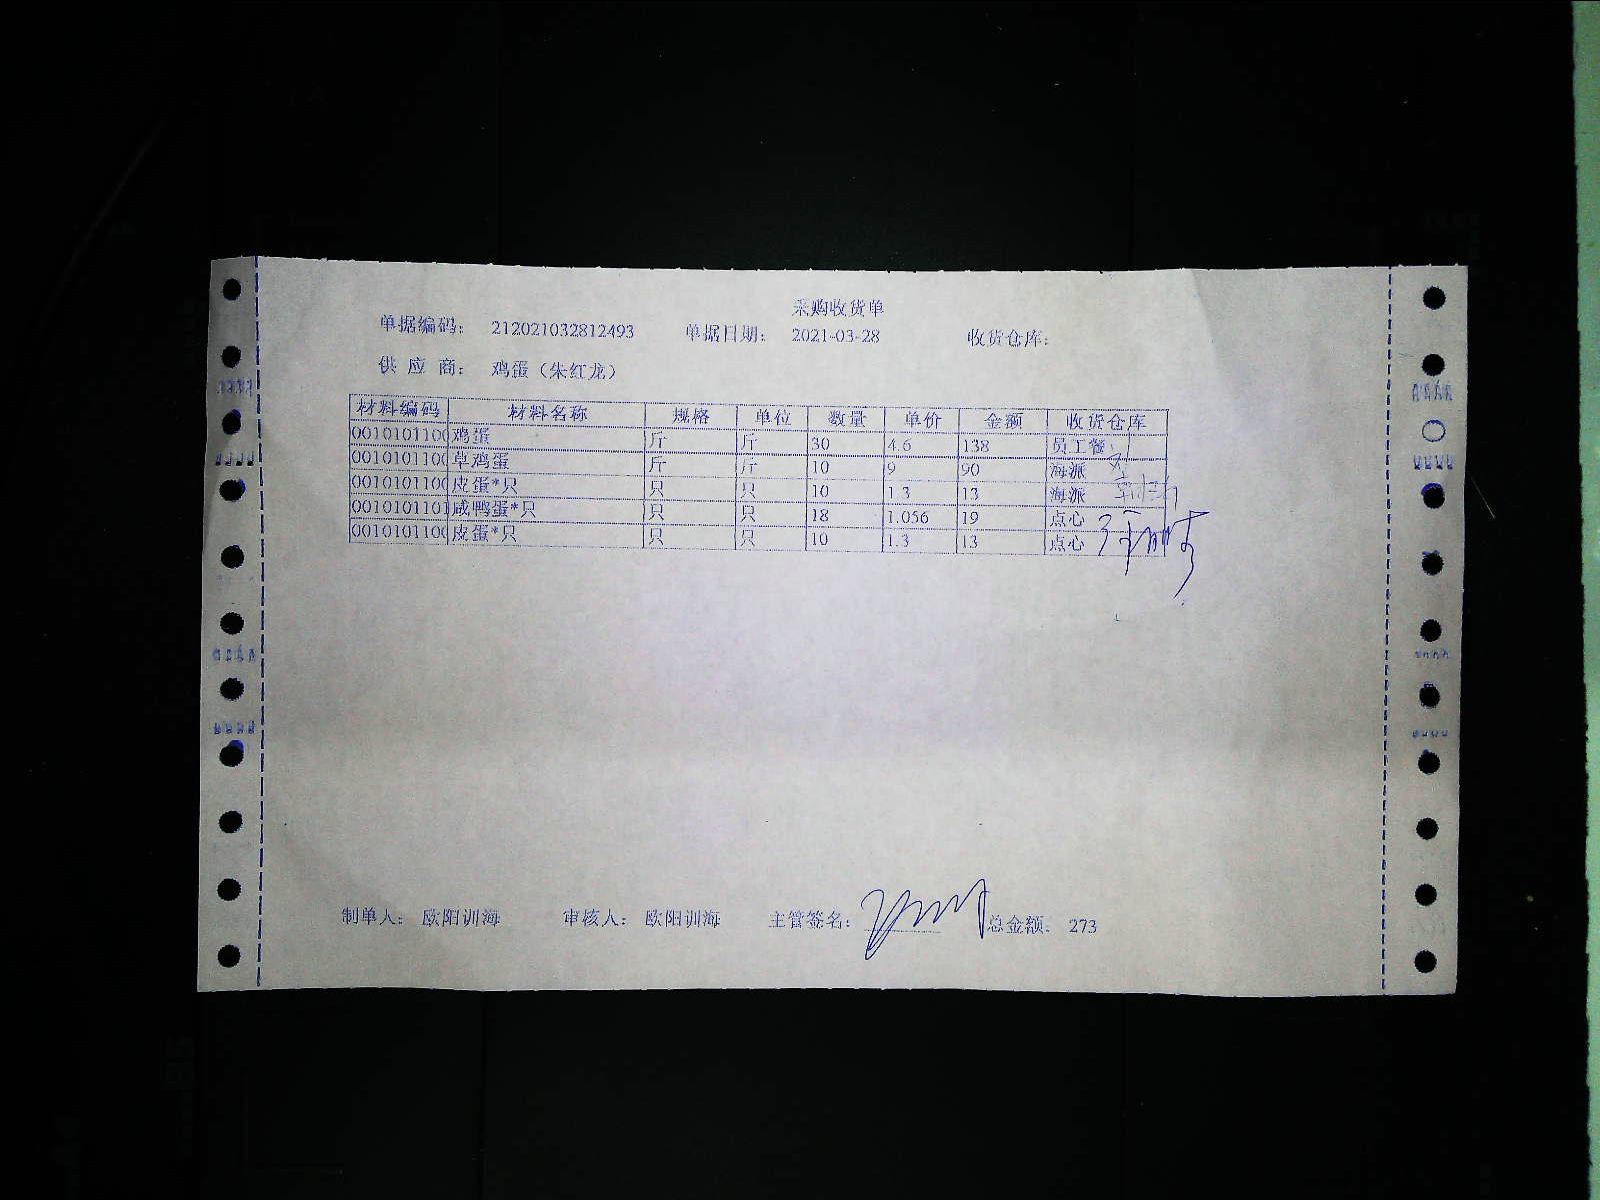 采购收货单
单据编码： 212021032812493 单据日期： 2021-03-28 收货仓库：
供 应 商： 鸡蛋（朱红龙）
材料编码 材料名称 规格 单位 数量 单价 金额 收货仓库
0010101100 鸡蛋 斤 斤 30 4.6 138 员工餐
0010101100 草鸡蛋 斤 斤 10 9 90 海派
0010101100 皮蛋*只 只 只 10 1.3 13 海派
0010101101 咸鸭蛋*只 只 只 18 1.056 19 点心
0010101100 皮蛋*只 只 只 10 1.3 13 点心
制单人： 欧阳训海 审核人： 欧阳训海 主管签名： 总金额： 273